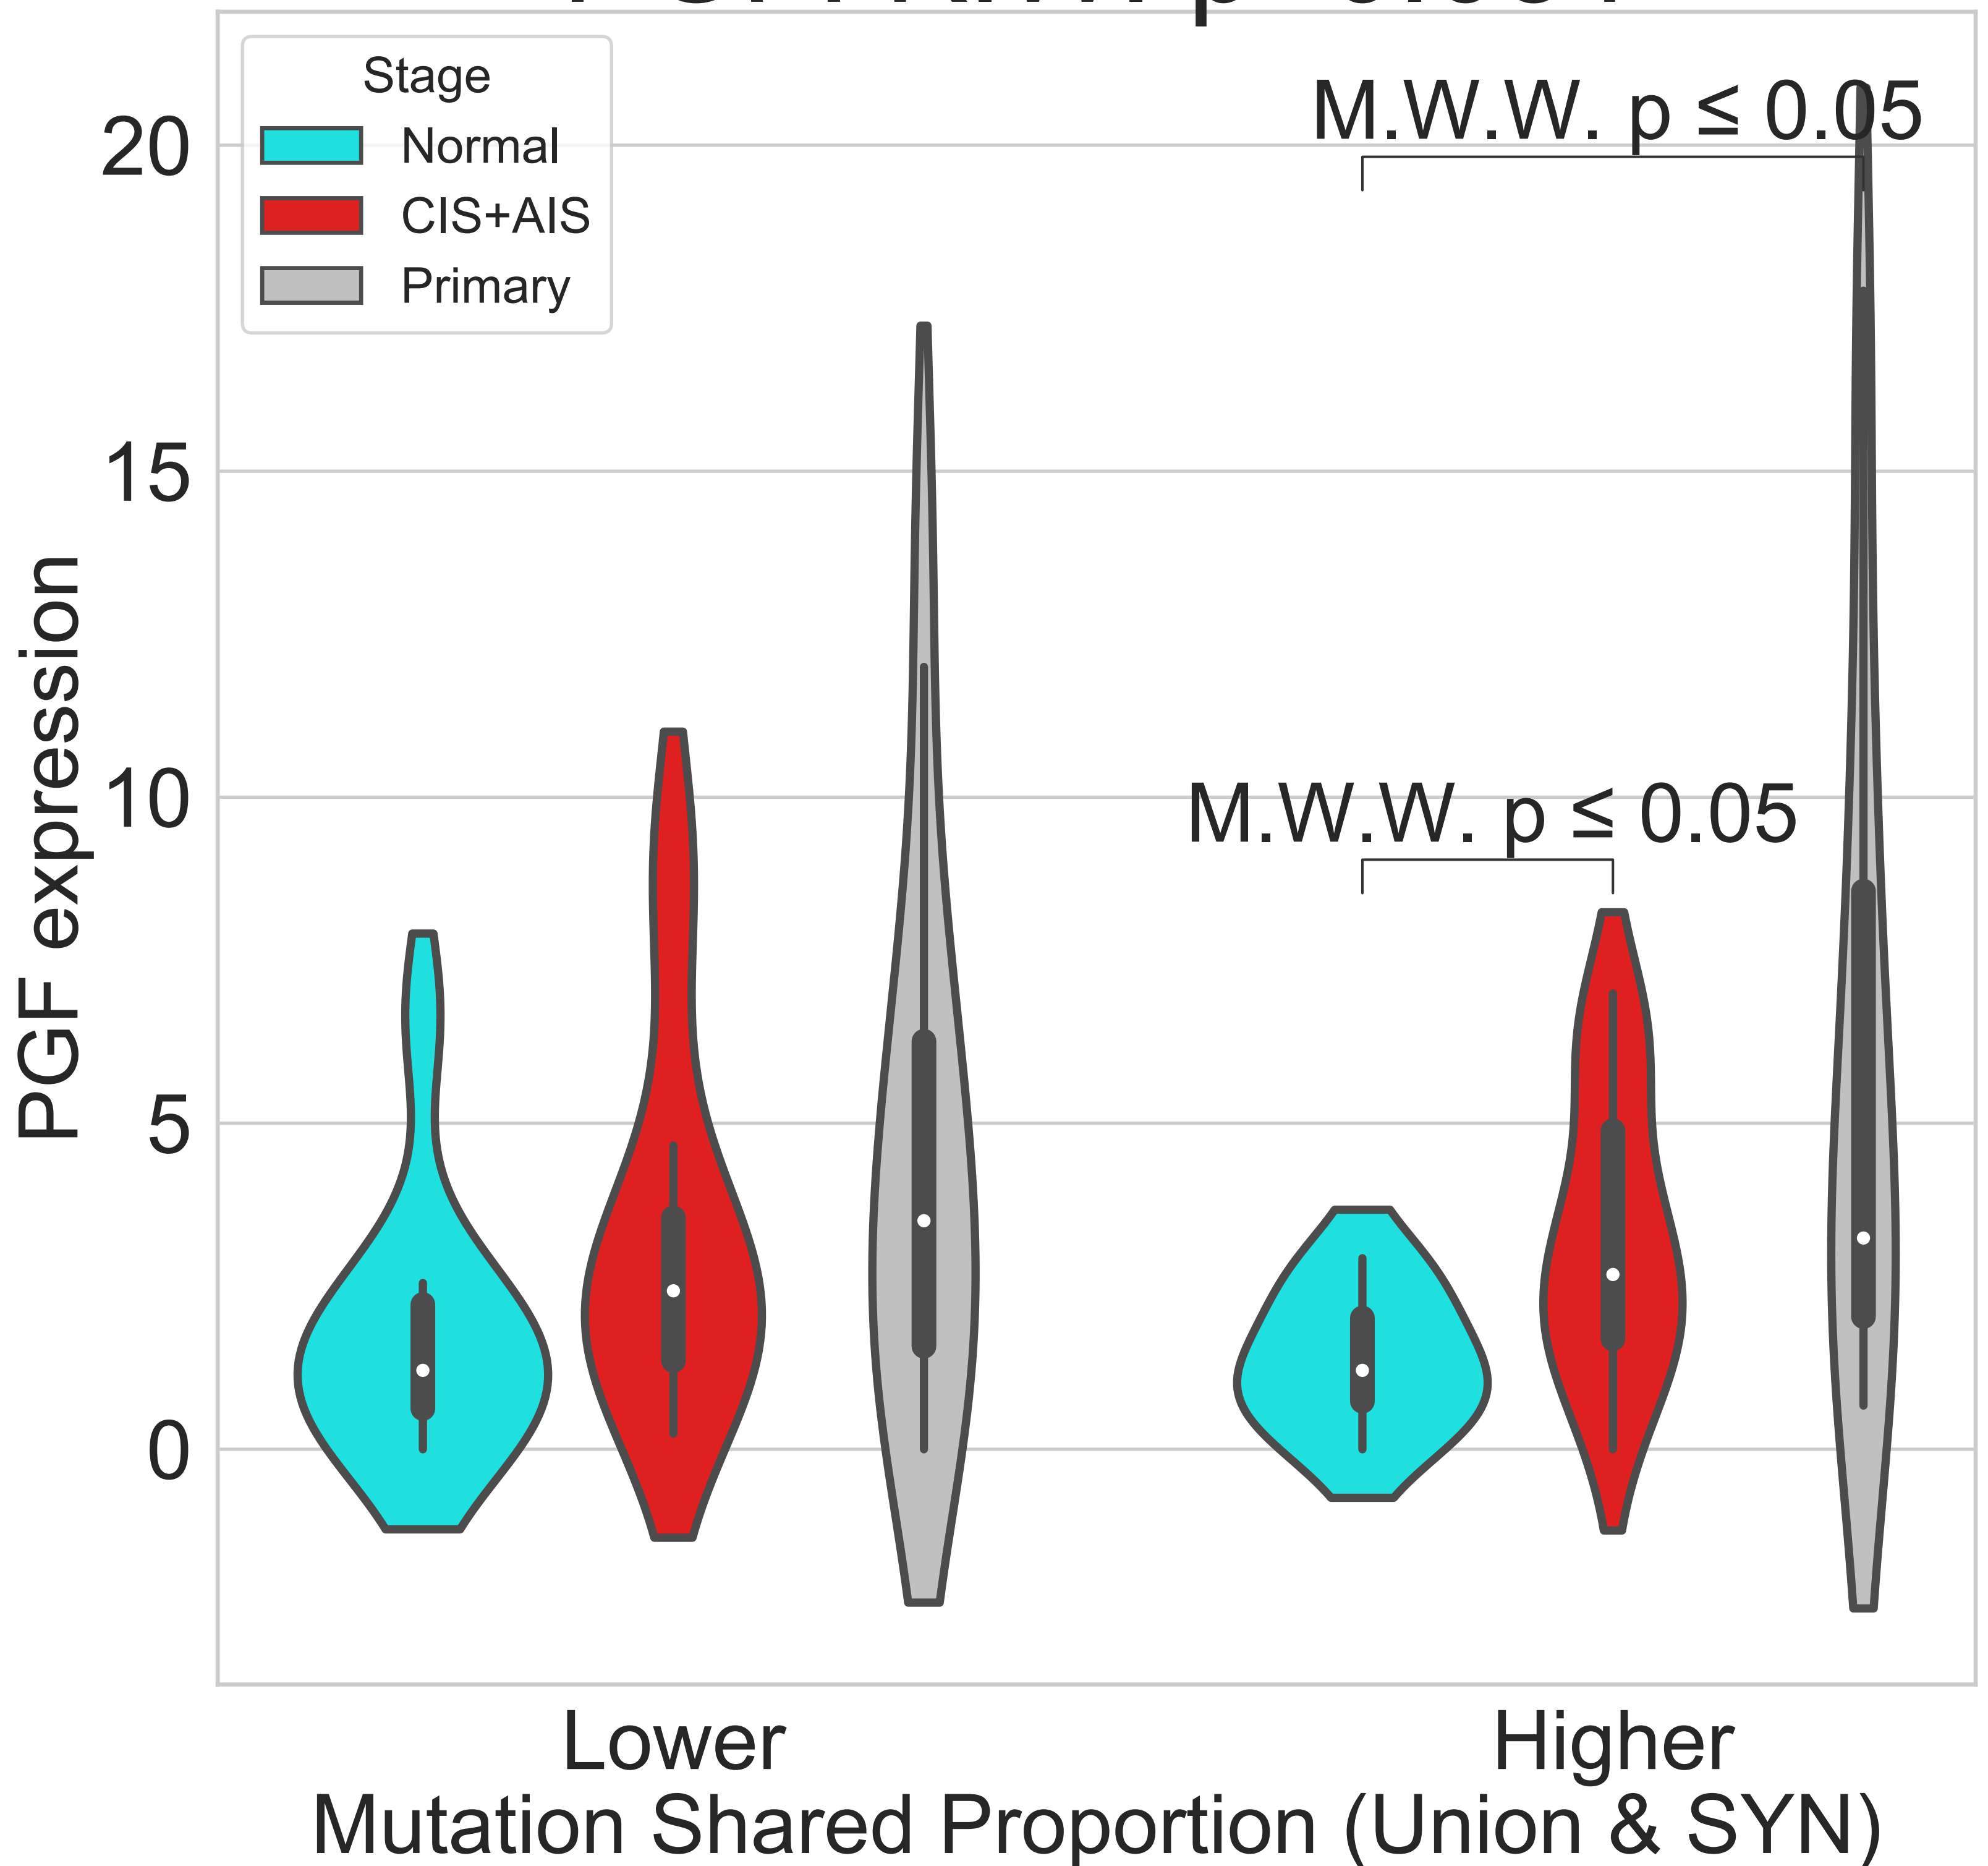 Stage
Normal
CIS+AIS
Primary
M.W.W. p ≤ 0.05
M.W.W. p ≤ 0.05
20
15
10
5
0
PGF expression
Lower
Higher
Mutation Shared Proportion (Union & SYN)